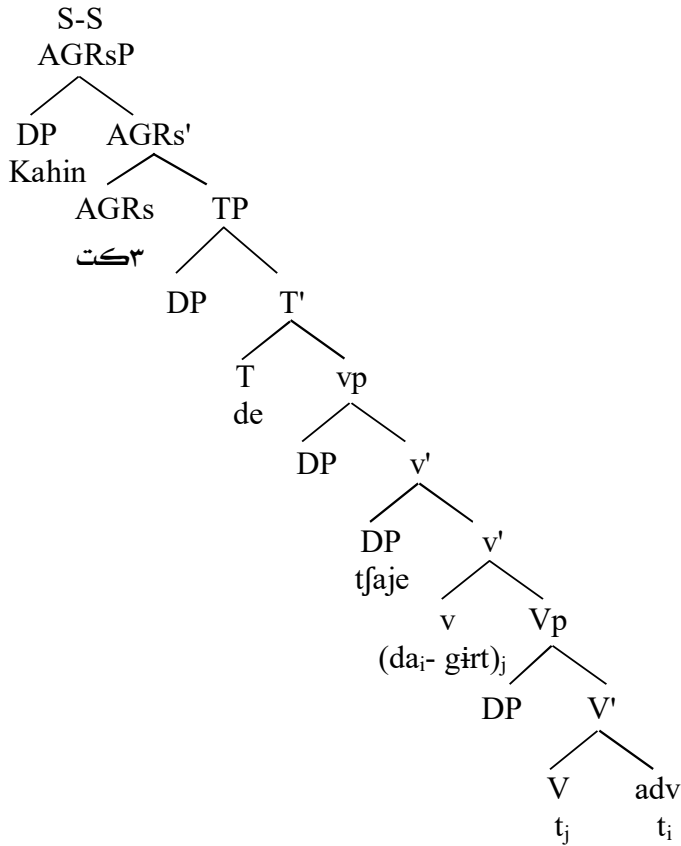 S-S
AGRsP
DP AGRs'
Kahin
AGRs TP
٣کت
DP T'
T vp
de
DP v'
DP v'
tʃaje
v Vp
(daᵢ- gɨrt)ⱼ
DP V'
V adv
tⱼ tᵢ